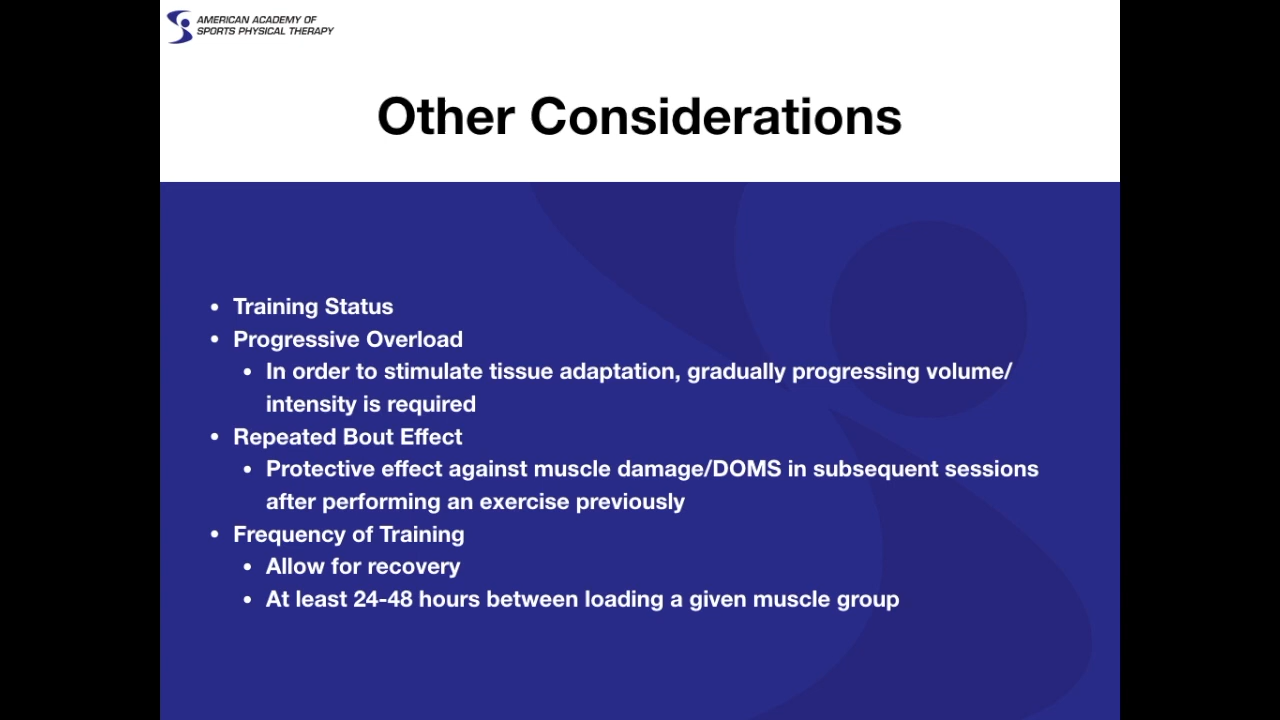 AMERICAN ACADEMY OF
SPORTS PHYSICAL THERAPY
Other Considerations
• Training Status
• Progressive Overload
• In order to stimulate tissue adaptation, gradually progressing volume/
intensity is required
• Repeated Bout Effect
• Protective effect against muscle damage/DOMS in subsequent sessions
after performing an exercise previously
• Frequency of Training
• Allow for recovery
• At least 24-48 hours between loading a given muscle group